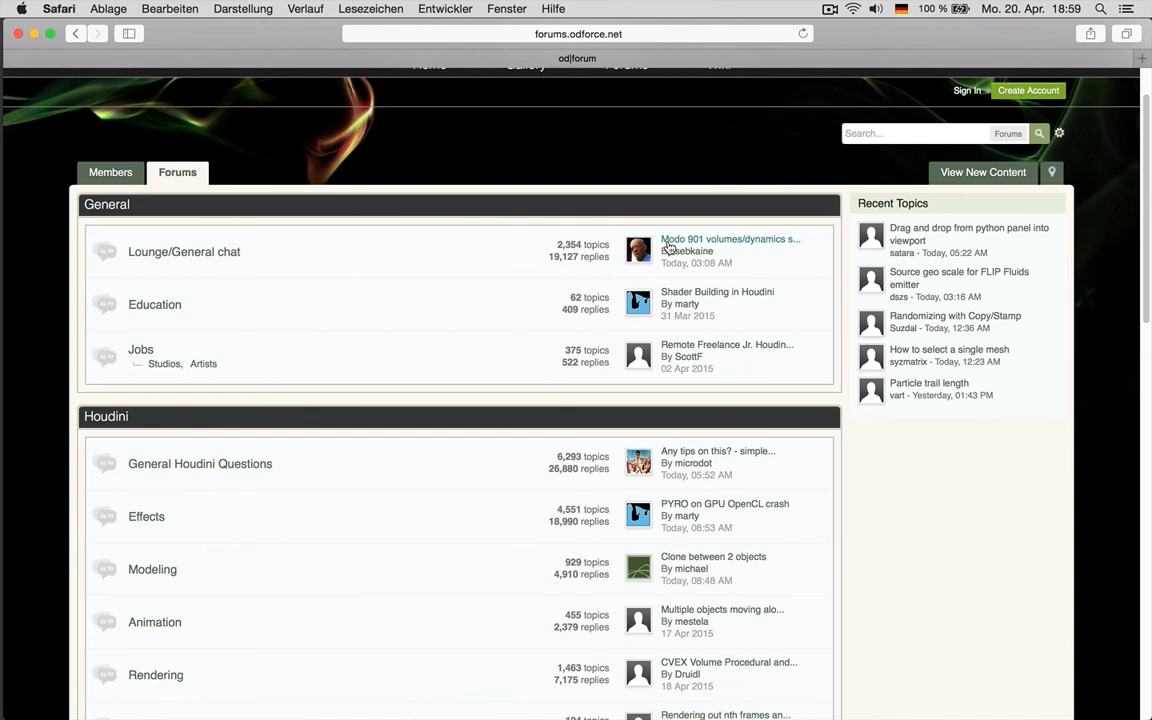 Safari Ablage Bearbeiten Darstellung Verlauf Lesezeichen Entwickler Fenster Hilfe 100 % Mo. 20. Apr. 18:59
forums.odforce.net
od|forum
Home Gallery Forums Wiki
Sign In Create Account
Search... Forums
Members Forums View New Content
General
Lounge/General chat
2,354 topics
19,127 replies
Modo 901 volumes/dynamics s...
sebkaine
Today, 03:08 AM
Education
62 topics
409 replies
Shader Building in Houdini
By marty
31 Mar 2015
Jobs
Studios, Artists
375 topics
522 replies
Remote Freelance Jr. Houdin...
By ScottF
02 Apr 2015
Houdini
General Houdini Questions
6,293 topics
26,880 replies
Any tips on this? - simple...
By microdot
Today, 05:52 AM
Effects
4,551 topics
18,990 replies
PYRO on GPU OpenCL crash
By marty
Today, 08:53 AM
Modeling
929 topics
4,910 replies
Clone between 2 objects
By michael
Today, 08:48 AM
Animation
455 topics
2,379 replies
Multiple objects moving alo...
By mestela
17 Apr 2015
Rendering
1,463 topics
7,175 replies
CVEX Volume Procedural and...
By Druidl
18 Apr 2015
Rendering out nth frames an...
Recent Topics
Drag and drop from python panel into
viewport
satara - Today, 05:22 AM
Source geo scale for FLIP Fluids
emitter
dszs - Today, 03:16 AM
Randomizing with Copy/Stamp
Suzdal - Today, 12:36 AM
How to select a single mesh
syzmatrix - Today, 12:23 AM
Particle trail length
vart - Yesterday, 01:43 PM